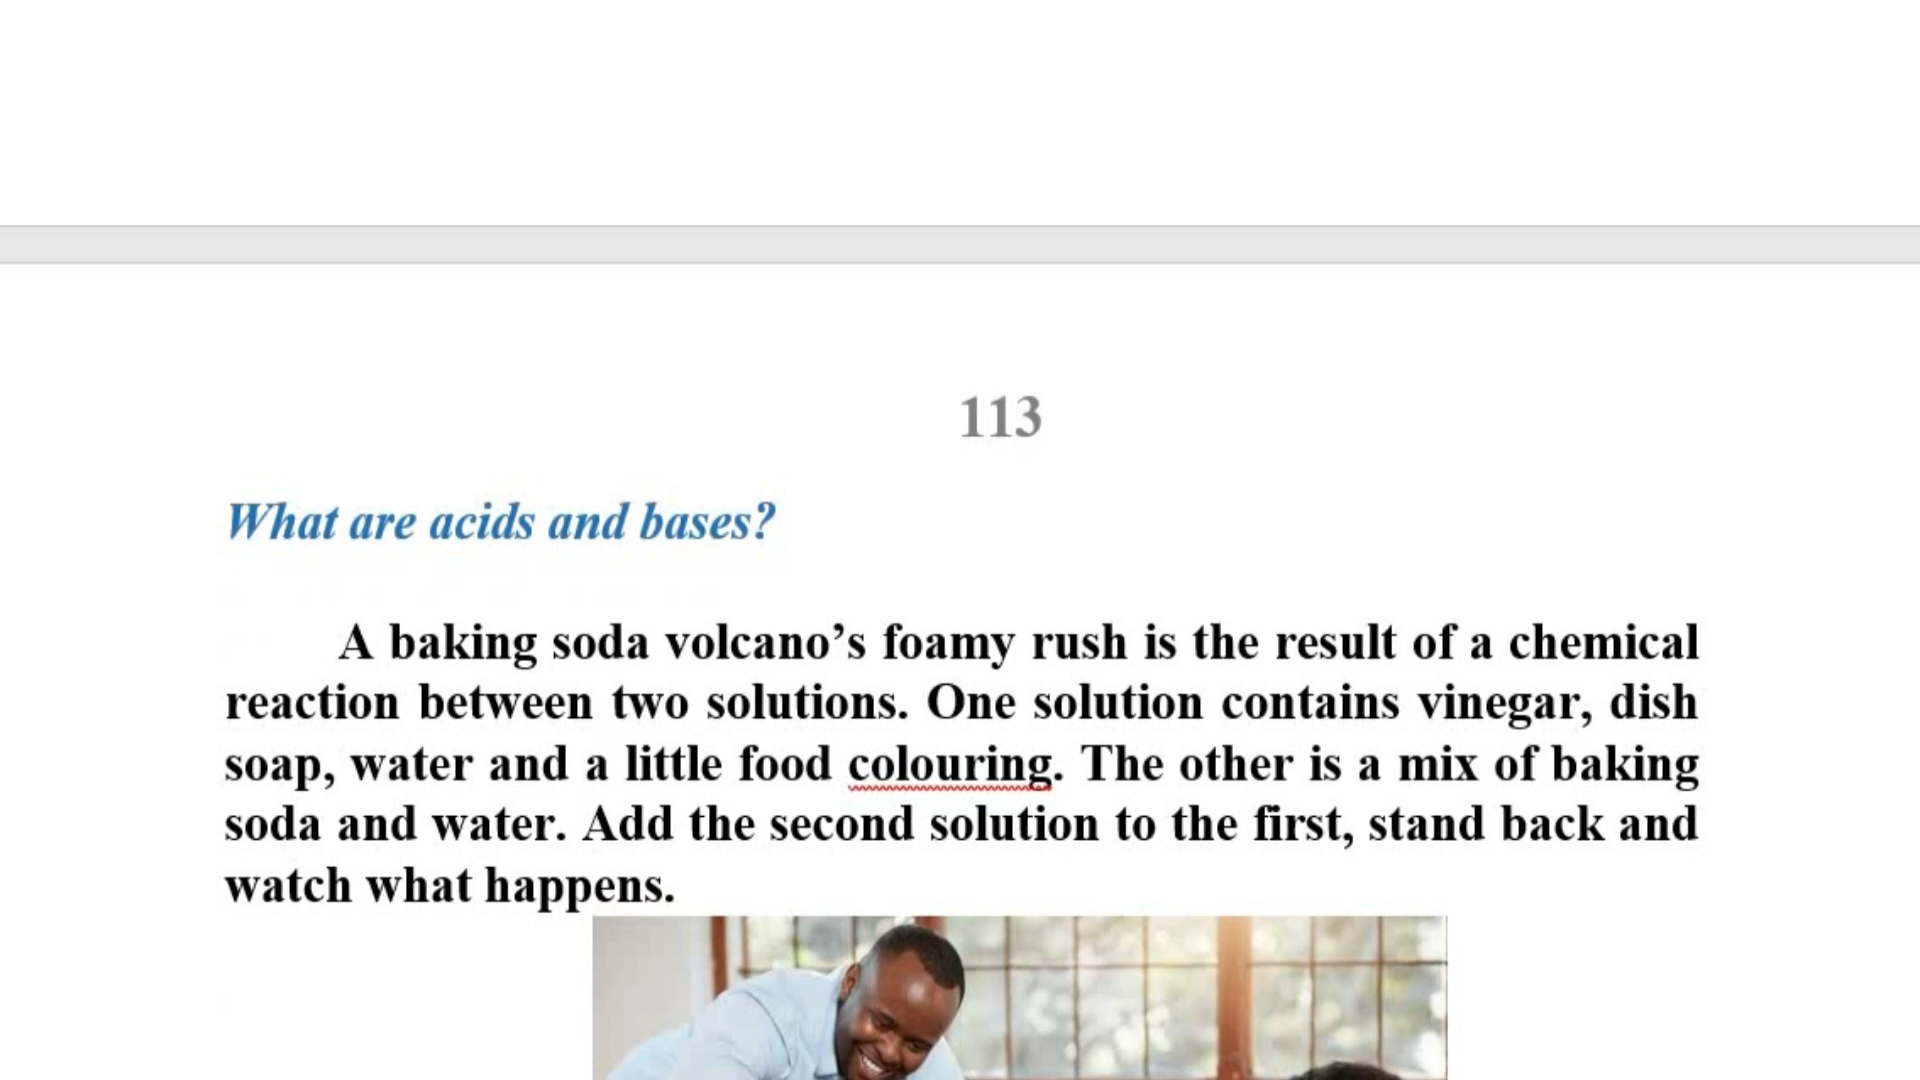 113
What are acids and bases?
A baking soda volcano’s foamy rush is the result of a chemical
reaction between two solutions. One solution contains vinegar, dish
soap, water and a little food colouring. The other is a mix of baking
soda and water. Add the second solution to the first, stand back and
watch what happens.